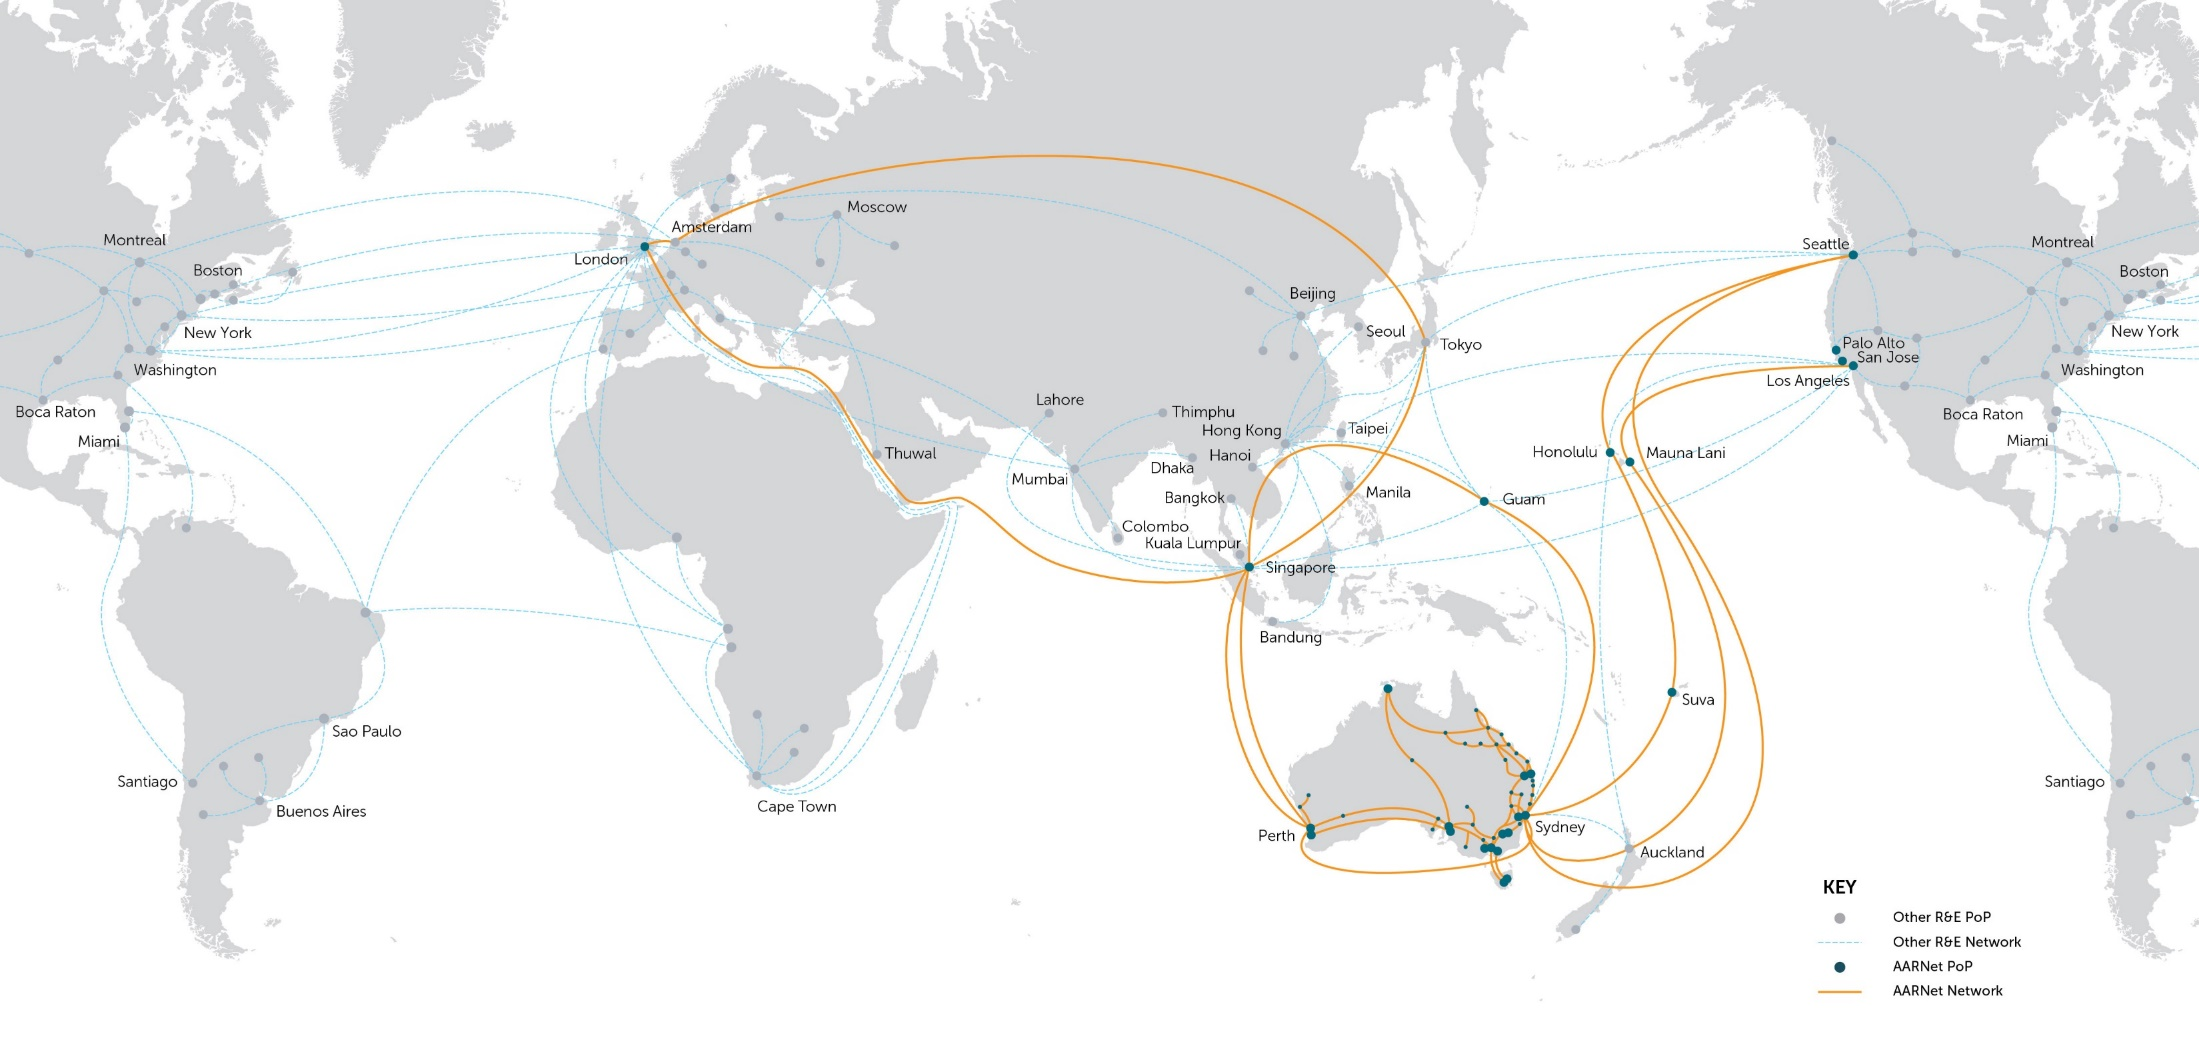 Moscow
Amsterdam
London
Montreal
Boston
New York
Washington
Boca Raton
Miami
Sao Paulo
Santiago
Buenos Aires
Cape Town
Thuwal
Lahore
Mumbai
Thimphu
Dhaka
Colombo
Beijing
Seoul
Tokyo
Hong Kong
Taipei
Hanoi
Bangkok
Manila
Kuala Lumpur
Singapore
Bandung
Guam
Perth
Sydney
Auckland
Suva
Honolulu
Mauna Lani
Seattle
Palo Alto
San Jose
Los Angeles
Montreal
Boston
New York
Washington
Boca Raton
Miami
Santiago
KEY
Other R&E PoP
Other R&E Network
AARNet PoP
AARNet Network